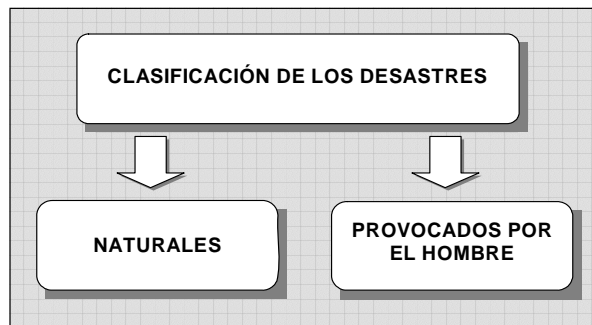 CLASIFICACIÓN DE LOS DESASTRES
NATURALES
PROVOCADOS POR
EL HOMBRE